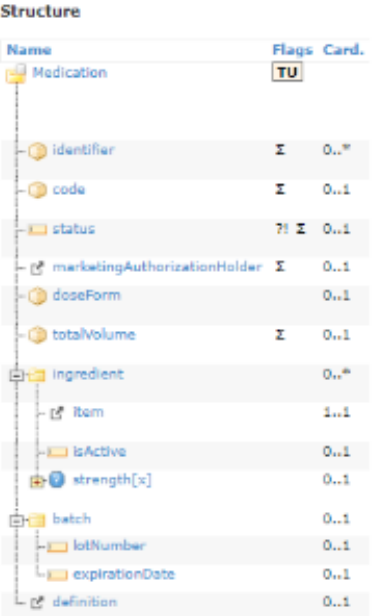 Structure
Name Flags Card.
Medication TU
identifier Σ 0..*
code Σ 0..1
status ?! Σ 0..1
marketingAuthorizationHolder Σ 0..1
doseForm 0..1
totalVolume Σ 0..1
ingredient 0..*
item 1..1
isActive 0..1
strength[x] 0..1
batch 0..1
lotNumber 0..1
expirationDate 0..1
definition 0..1